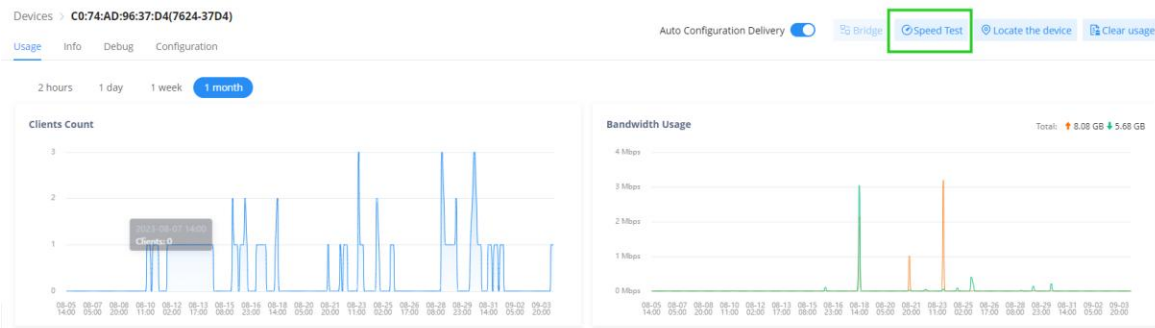 Devices > C0:74:AD:96:37:D4(7624-37D4)
Auto Configuration Delivery Bridge Speed Test Locate the device Clear usage
Usage Info Debug Configuration
2 hours 1 day 1 week 1 month
Clients Count
3
2
1
0
2023-08-07 14:00
Clients: 0
08-05 08-07 08-08 08-10 08-12 08-13 08-15 08-16 08-18 08-20 08-21 08-23 08-25 08-26 08-28 08-29 08-31 09-02 09-03
14:00 05:00 20:00 11:00 02:00 17:00 08:00 23:00 14:00 05:00 20:00 11:00 02:00 17:00 08:00 23:00 14:00 05:00 20:00
Bandwidth Usage
Total: 8.08 GB 5.68 GB
4 Mbps
3 Mbps
2 Mbps
1 Mbps
0 Mbps
08-05 08-07 08-08 08-10 08-12 08-13 08-15 08-16 08-18 08-20 08-21 08-23 08-25 08-26 08-28 08-29 08-31 09-02 09-03
14:00 05:00 20:00 11:00 02:00 17:00 08:00 23:00 14:00 05:00 20:00 11:00 02:00 17:00 08:00 23:00 14:00 05:00 20:00